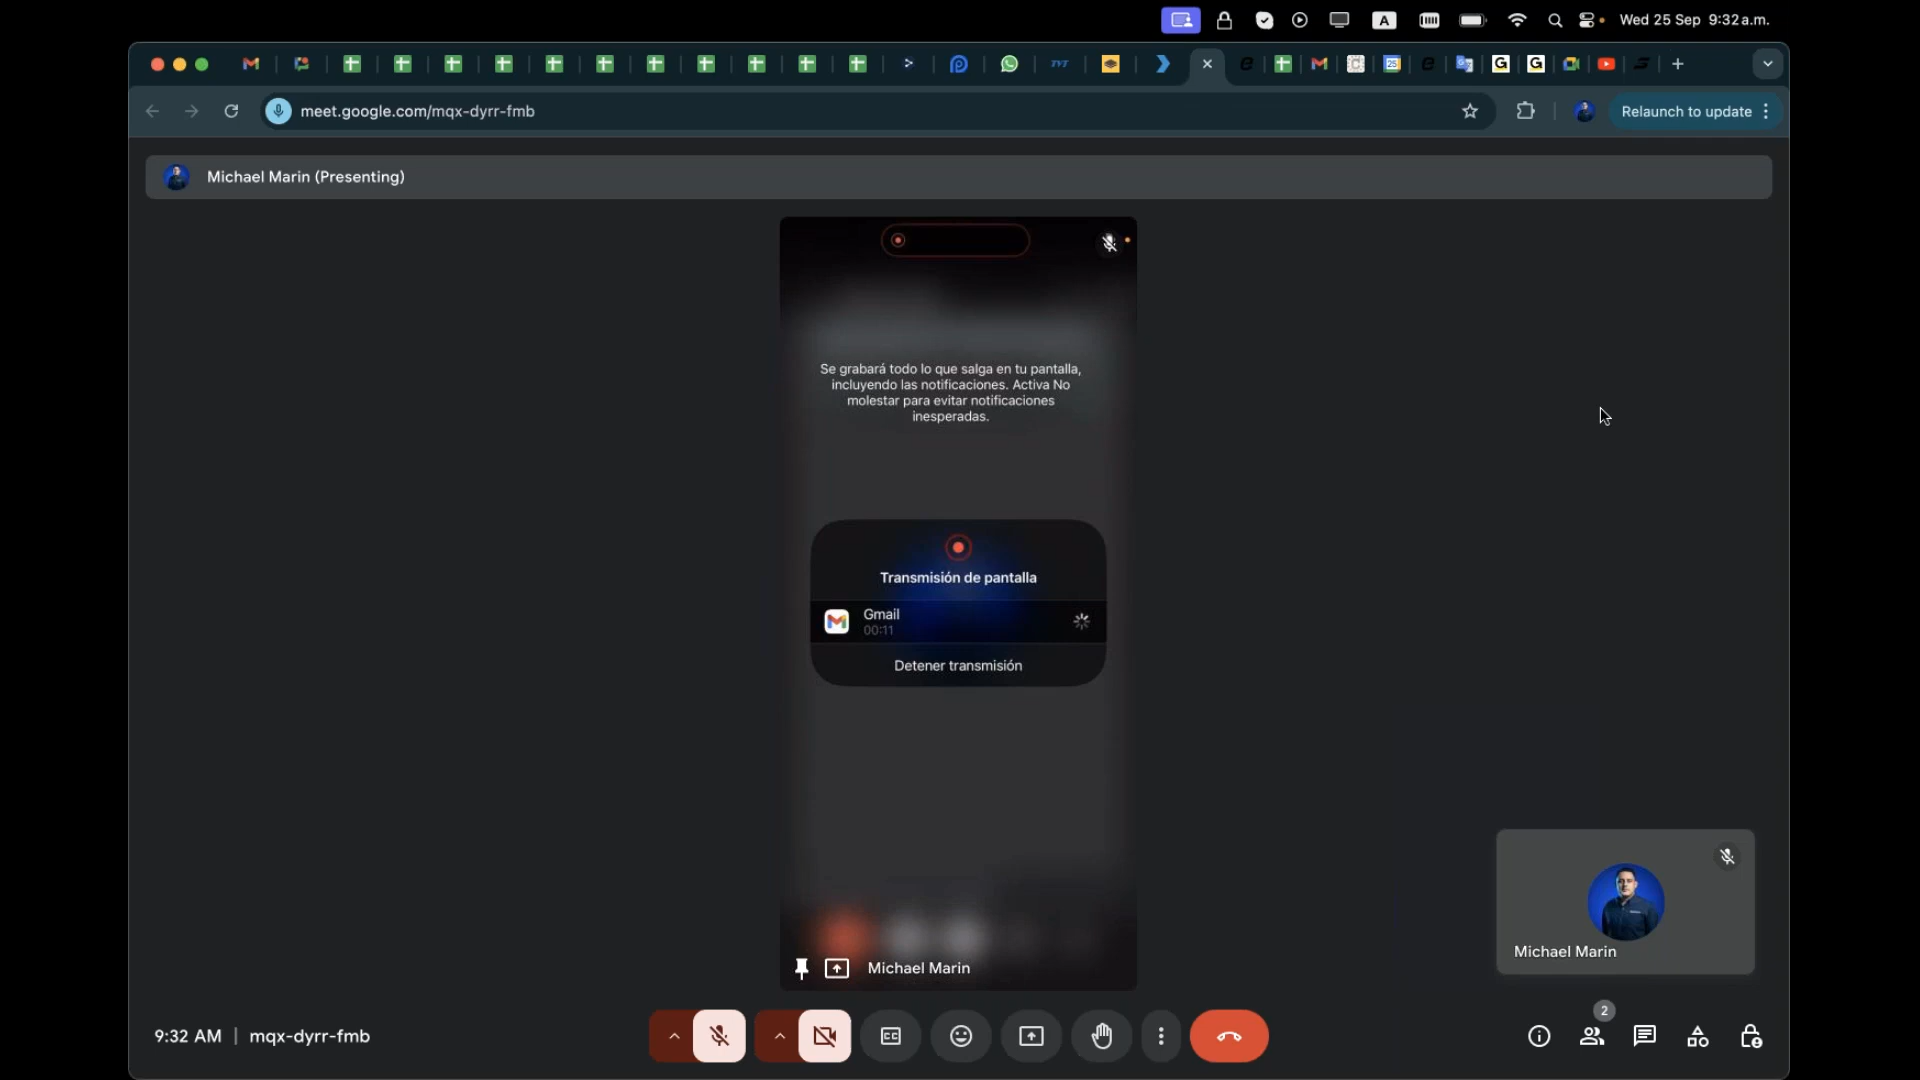 Wed 25 Sep 9:32 a.m.
meet.google.com/mqx-dyrr-fmb
Relaunch to update
Michael Marin (Presenting)
Se grabará todo lo que salga en tu pantalla,
incluyendo las notificaciones. Activa No
molestar para evitar notificaciones
inesperadas.
Transmisión de pantalla
Gmail
00:11
Detener transmisión
Michael Marin
Michael Marin
9:32 AM | mqx-dyrr-fmb
2